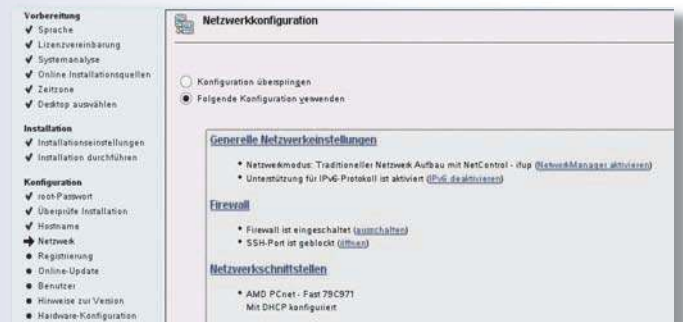 Vorbereitung
Sprache
Lizenzvereinbarung
Systemanalyse
Online Installationsquellen
Zeitzone
Desktop auswählen
Installation
Installationseinstellungen
Installation durchführen
Konfiguration
root-Passwort
Überprüfe Installation
Hostname
Netzwerk
Registrierung
Online-Update
Benutzer
Hinweise zur Version
Hardware-Konfiguration
Netzwerkkonfiguration
Konfiguration überspringen
Folgende Konfiguration verwenden
Generelle Netzwerkeinstellungen
Netzwerkmodus: Traditioneller Netzwerk Aufbau mit NetControl - ifup (NetworkManager aktivieren)
Unterstützung für IPv6-Protokoll ist aktiviert (IPv6 deaktivieren)
Firewall
Firewall ist eingeschaltet (ausschalten)
SSH-Port ist geblockt (öffnen)
Netzwerkschnittstellen
AMD PCnet - Fast 79C971
Mit DHCP konfiguriert